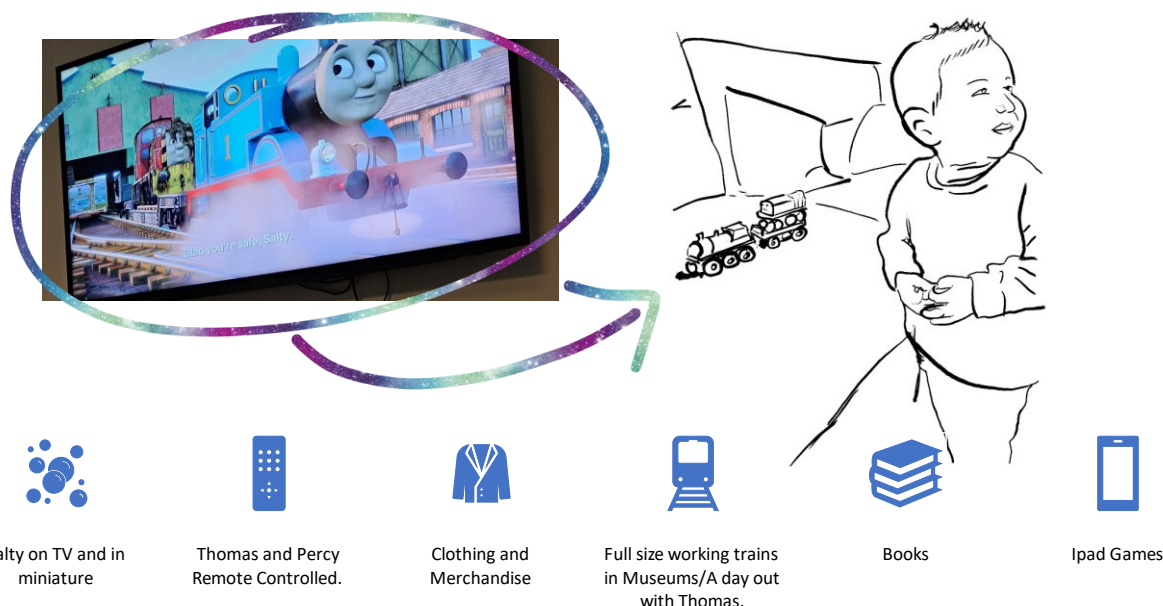 1
Glad you're safe, Salty.
alty on TV and in
miniature
Thomas and Percy
Remote Controlled.
Clothing and
Merchandise
Full size working trains
in Museums/A day out
with Thomas.
Books
Ipad Games